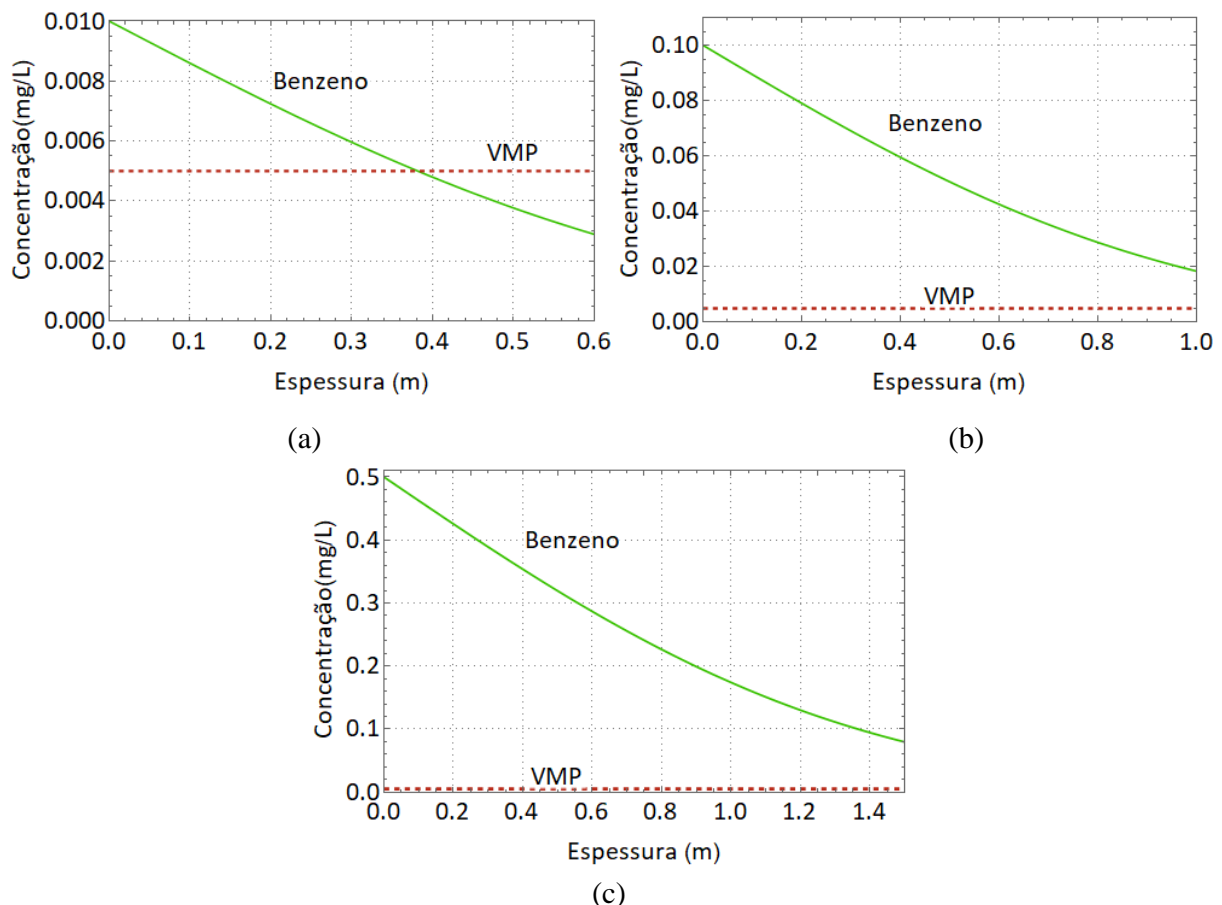 0.010
0.008
0.006
0.004
0.002
0.000
Concentração(mg/L)
Benzeno
VMP
0.0 0.1 0.2 0.3 0.4 0.5 0.6
Espessura (m)
(a)
0.10
0.08
0.06
0.04
0.02
0.00
Concentração(mg/L)
Benzeno
VMP
0.0 0.2 0.4 0.6 0.8 1.0
Espessura (m)
(b)
0.5
0.4
0.3
0.2
0.1
0.0
Concentração(mg/L)
Benzeno
VMP
0.0 0.2 0.4 0.6 0.8 1.0 1.2 1.4
Espessura (m)
(c)